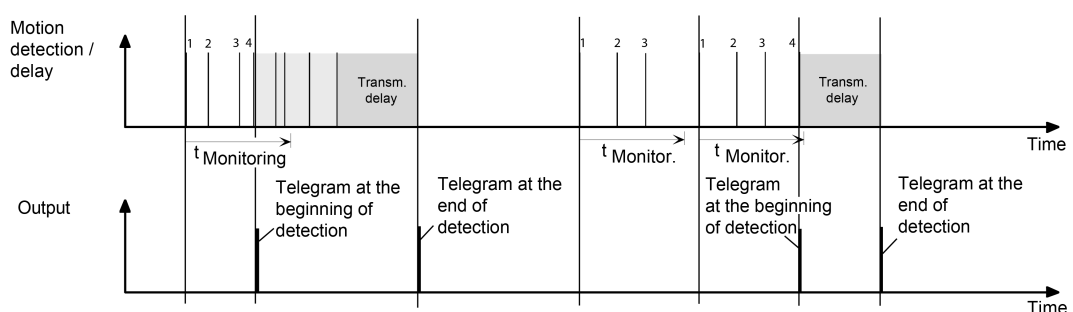 Motion
detection /
delay
1 2 3 4
Transm.
delay
1 2 3
1 2 3 4
Transm.
delay
Time
t Monitoring
t Monitor.
t Monitor.
Output
Telegram at the
beginning of
detection
Telegram at the
end of
detection
Telegram
at the beginning
of detection
Telegram at the
end of
detection
Time